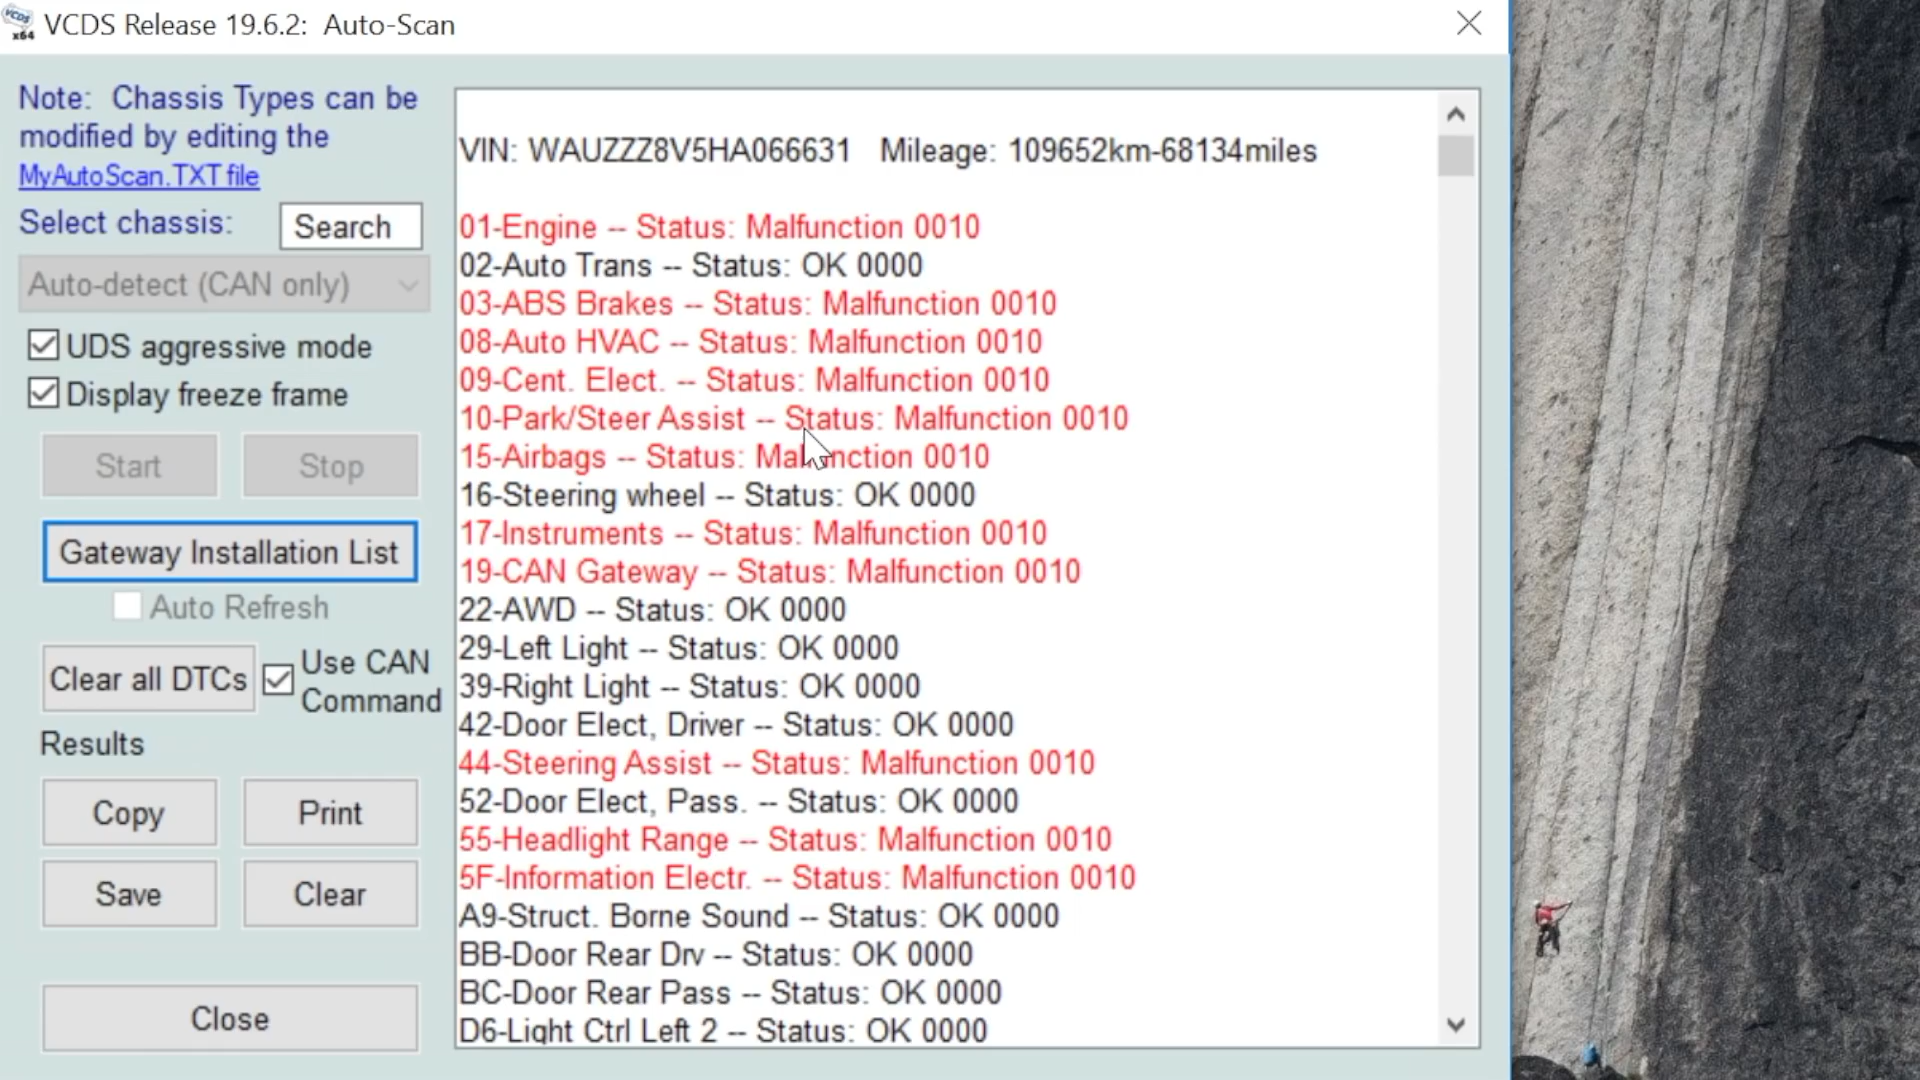 VCDS x64
VCDS Release 19.6.2:  Auto-Scan
Note:  Chassis Types can be
modified by editing the
MyAutoScan.TXT file
Select chassis:
Search
Auto-detect (CAN only)
UDS aggressive mode
Display freeze frame
Start
Stop
Gateway Installation List
Auto Refresh
Clear all DTCs
Use CAN
Command
Results
Copy
Print
Save
Clear
Close
VIN: WAUZZZ8V5HA066631   Mileage: 109652km-68134miles
01-Engine -- Status: Malfunction 0010
02-Auto Trans -- Status: OK 0000
03-ABS Brakes -- Status: Malfunction 0010
08-Auto HVAC -- Status: Malfunction 0010
09-Cent. Elect. -- Status: Malfunction 0010
10-Park/Steer Assist -- Status: Malfunction 0010
15-Airbags -- Status: Malfunction 0010
16-Steering wheel -- Status: OK 0000
17-Instruments -- Status: Malfunction 0010
19-CAN Gateway -- Status: Malfunction 0010
22-AWD -- Status: OK 0000
29-Left Light -- Status: OK 0000
39-Right Light -- Status: OK 0000
42-Door Elect, Driver -- Status: OK 0000
44-Steering Assist -- Status: Malfunction 0010
52-Door Elect, Pass. -- Status: OK 0000
55-Headlight Range -- Status: Malfunction 0010
5F-Information Electr. -- Status: Malfunction 0010
A9-Struct. Borne Sound -- Status: OK 0000
BB-Door Rear Drv -- Status: OK 0000
BC-Door Rear Pass -- Status: OK 0000
D6-Light Ctrl Left 2 -- Status: OK 0000